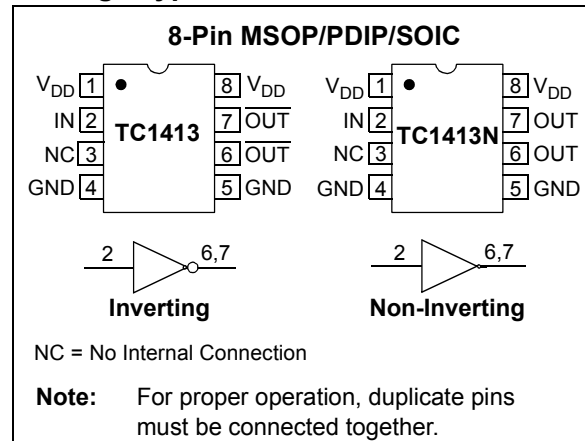 8-Pin MSOP/PDIP/SOIC
VDD 1 8 VDD
IN 2 7 OUT
TC1413
NC 3 6 OUT
GND 4 5 GND
VDD 1 8 VDD
IN 2 7 OUT
TC1413N
NC 3 6 OUT
GND 4 5 GND
2 6,7
Inverting
2 6,7
Non-Inverting
NC = No Internal Connection
Note: For proper operation, duplicate pins
must be connected together.